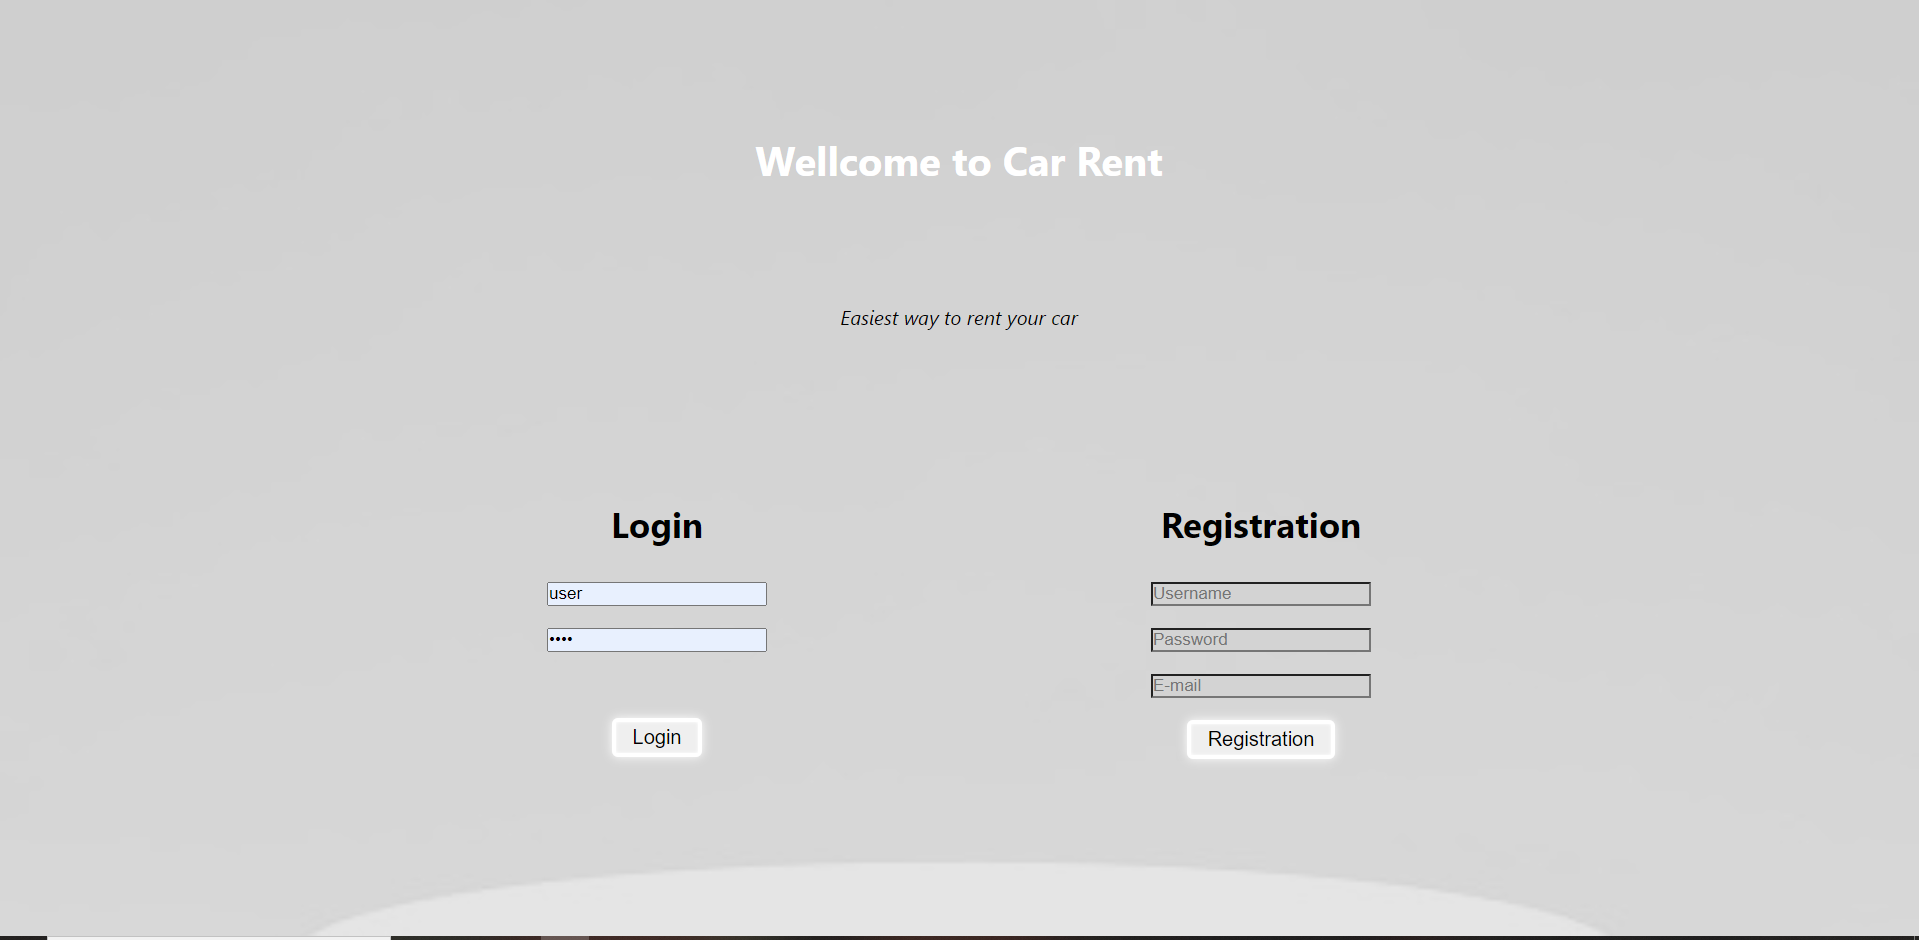 Wellcome to Car Rent
Easiest way to rent your car
Login
user
••••
Login
Registration
Username
Password
E-mail
Registration